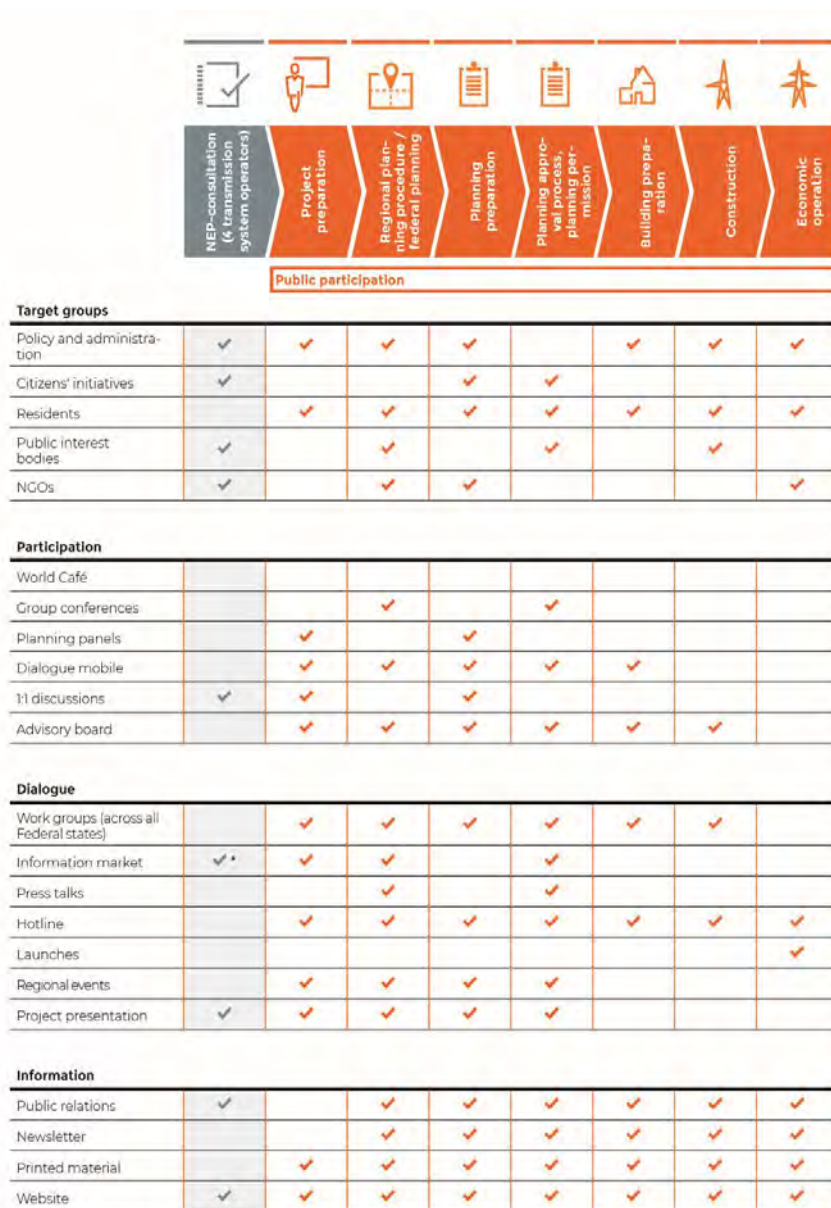 NEP-consultation
(4 transmission
system operators)
Project
preparation
Regional plan-
ning procedure /
federal planning
Planning
preparation
Planning appro-
val process,
planning per-
mission
Building prepa-
ration
Construction
Economic
operation
Public participation
Target groups
Policy and administra-
tion
Citizens' initiatives
Residents
Public interest
bodies
NGOs
Participation
World Café
Group conferences
Planning panels
Dialogue mobile
1:1 discussions
Advisory board
Dialogue
Work groups (across all
Federal states)
Information market
Press talks
Hotline
Launches
Regional events
Project presentation
Information
Public relations
Newsletter
Printed material
Website